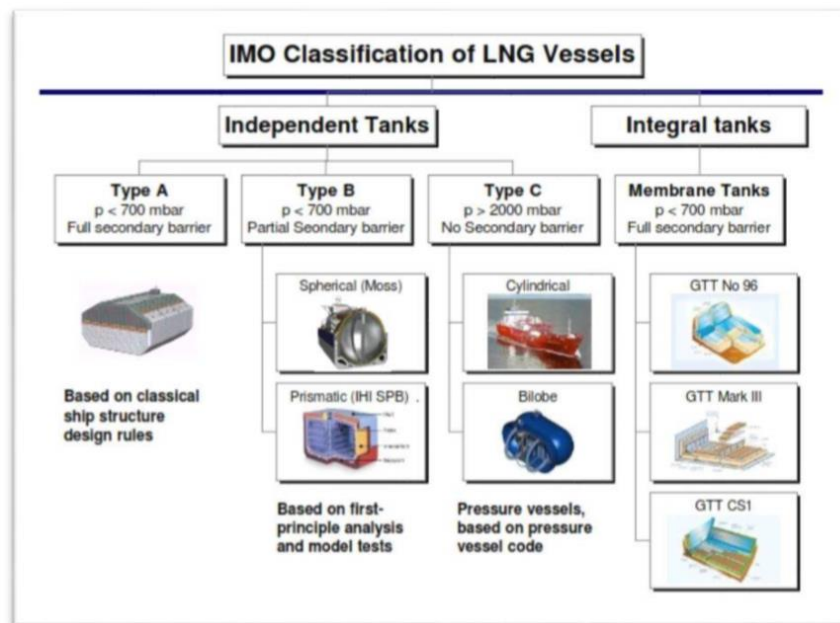 IMO Classification of LNG Vessels
Independent Tanks
Integral tanks
Type A
p < 700 mbar
Full secondary barrier
Type B
p < 700 mbar
Partial Seondary barrier
Type C
p > 2000 mbar
No Secondary barrier
Membrane Tanks
p < 700 mbar
Full secondary barrier
Spherical (Moss)
Cylindrical
GTT No 96
Based on classical
ship structure
design rules
Prismatic (IHI SPB) .
Bilobe
GTT Mark III
Based on first-
principle analysis
and model tests
Pressure vessels,
based on pressure
vessel code
GTT CS1